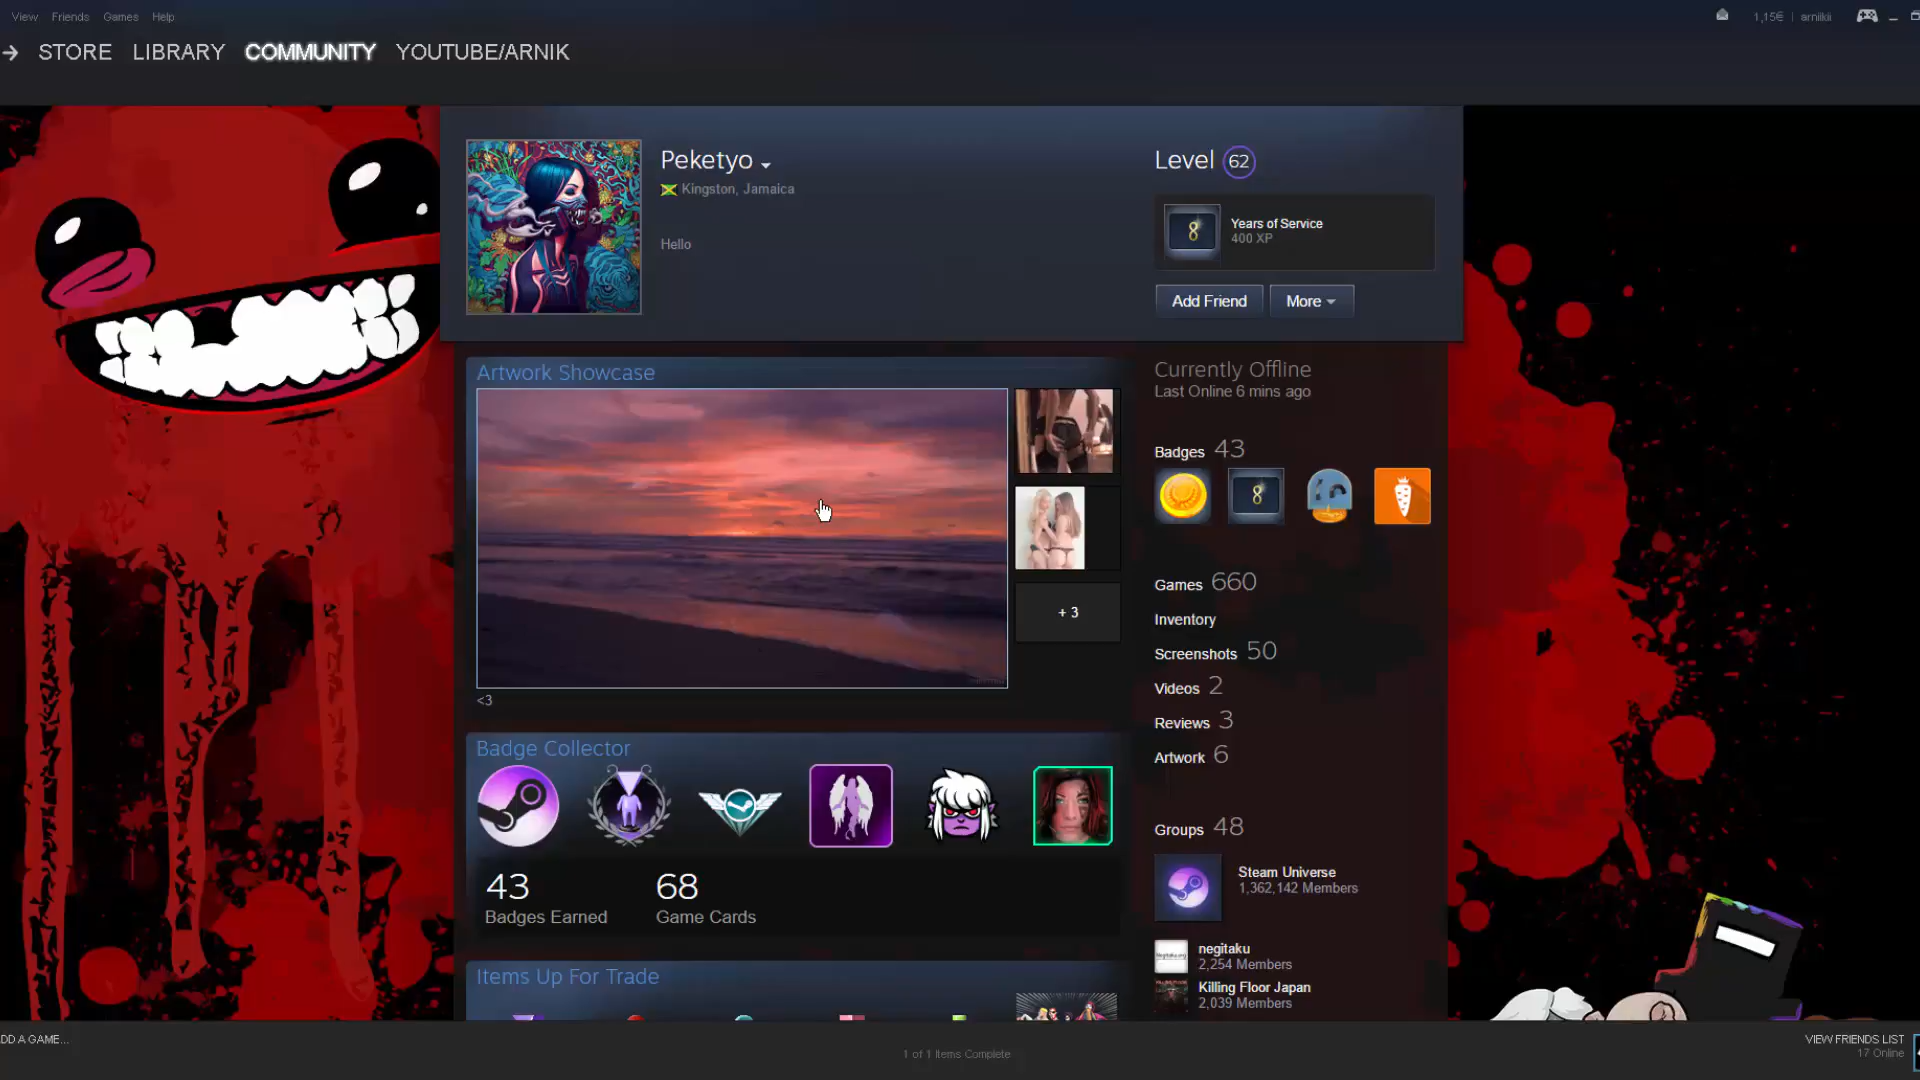 View Friends Games Help
1,15€ | arniikii
STORE LIBRARY COMMUNITY YOUTUBE/ARNIK
Peketyo
Kingston, Jamaica
Hello
Level 62
8
Years of Service
400 XP
Add Friend
More
Artwork Showcase
+ 3
<3
Currently Offline
Last Online 6 mins ago
Badges 43
8
Games 660
Inventory
Screenshots 50
Videos 2
Reviews 3
Artwork 6
Badge Collector
43
Badges Earned
68
Game Cards
Groups 48
Steam Universe
1,362,142 Members
negitaku
2,254 Members
Killing Floor Japan
2,039 Members
Items Up For Trade
DD A GAME...
1 of 1 Items Complete
VIEW FRIENDS LIST
17 Online